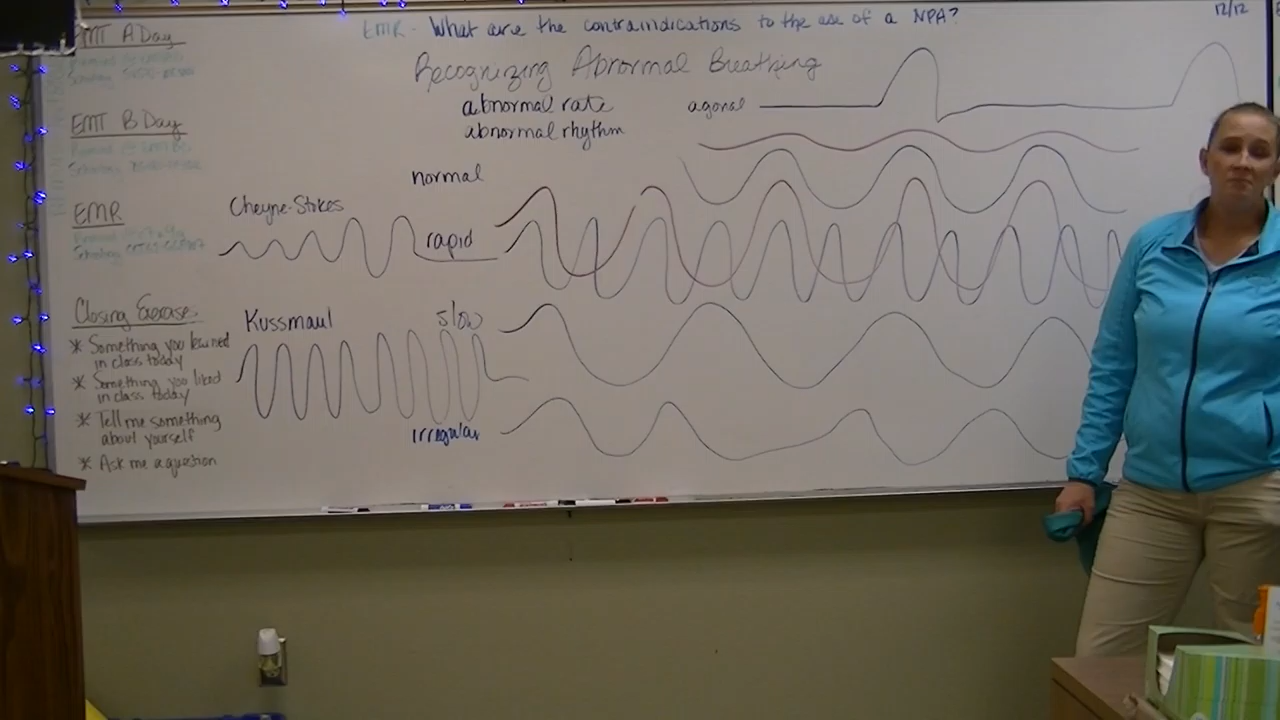 EMR - What are the contraindications to the use of a NPA?
12/12
EMT A Day
EMT B Day
EMR
Closing Exercise
* Something you learned
in class today
* Something you liked
in class today
* Tell me something
about yourself
* Ask me a question
Recognizing Abnormal Breathing
abnormal rate
abnormal rhythm
agonal
normal
Cheyne-Stokes
rapid
Kussmaul
slow
irregular